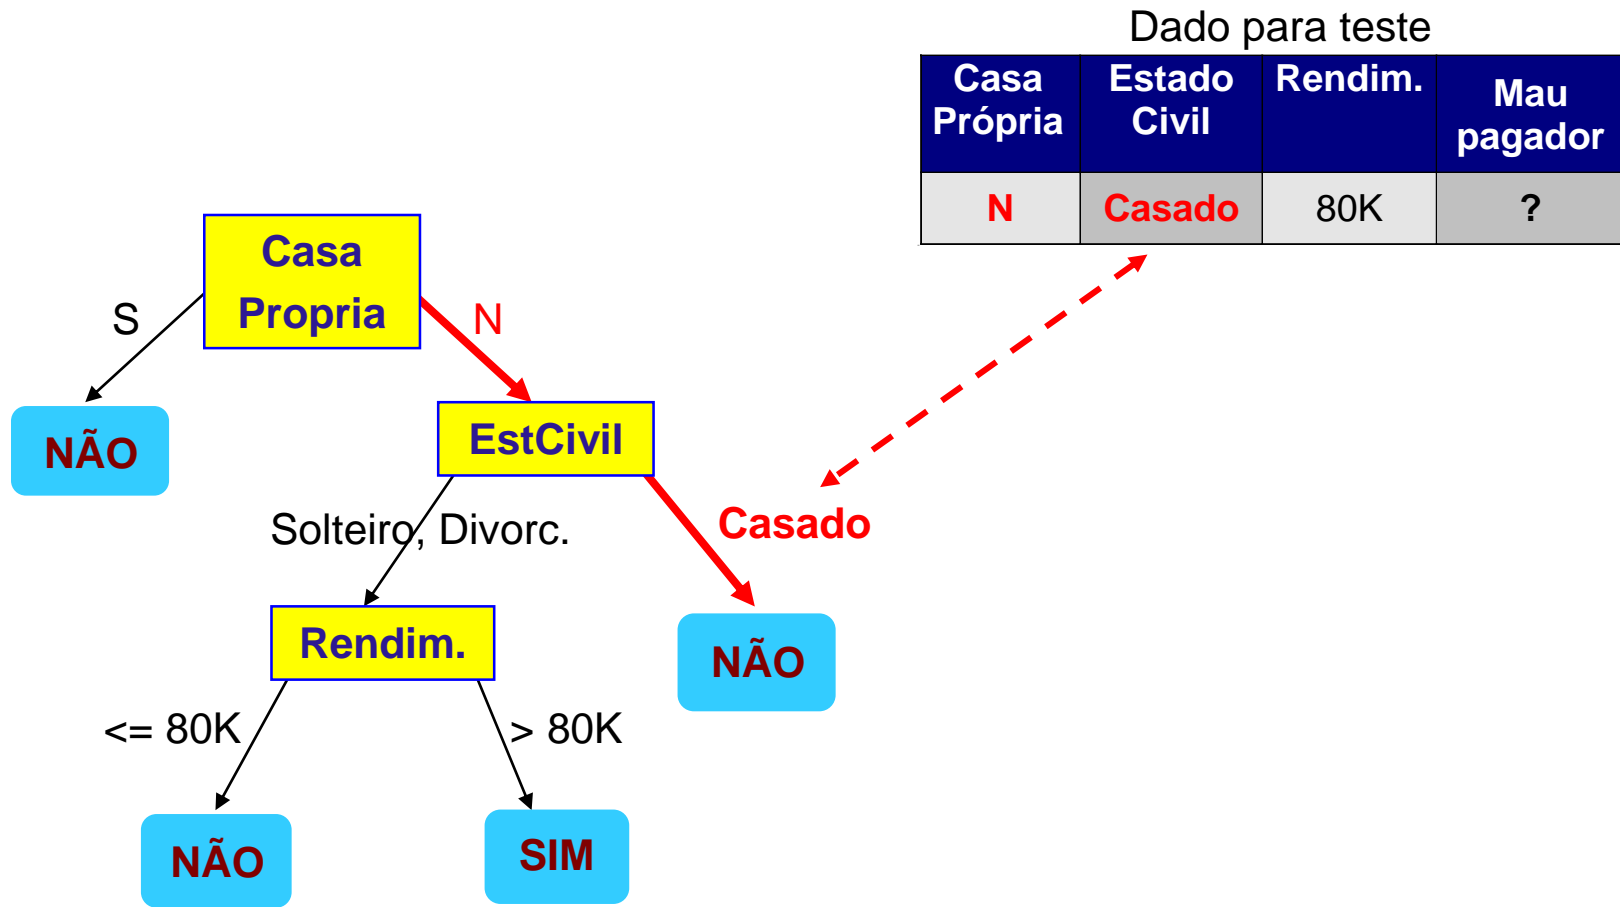 Dado para teste
Casa Própria
Estado Civil
Rendim.
Mau pagador
N
Casado
80K
?
Casa
Propria
S
N
NÃO
EstCivil
Solteiro, Divorc.
Casado
Rendim.
NÃO
<= 80K
> 80K
NÃO
SIM